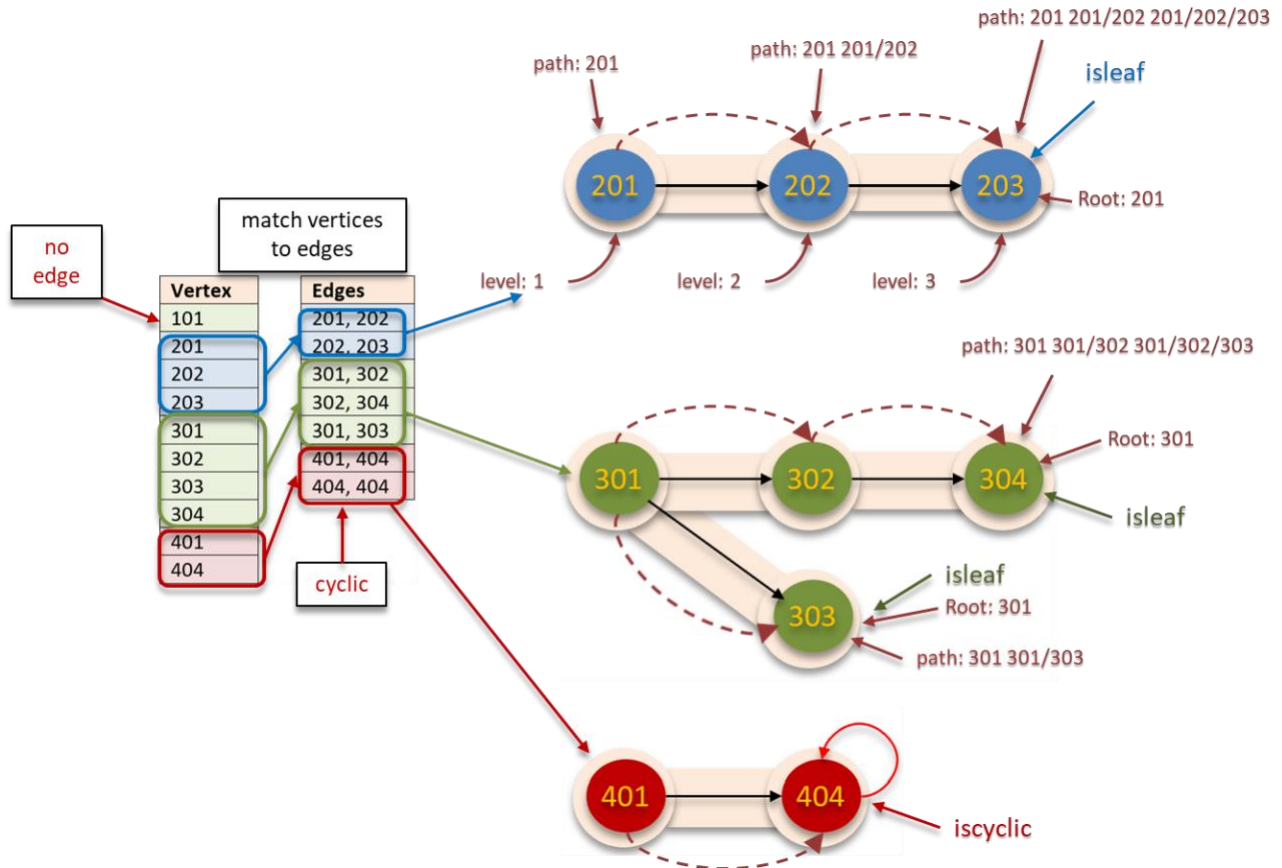 path: 201 201/202 201/202/203
path: 201 201/202
path: 201
isleaf
201
202
203
Root: 201
level: 1
level: 2
level: 3
no
edge
match vertices
to edges
Vertex
101
201
202
203
301
302
303
304
401
404
Edges
201, 202
202, 203
301, 302
302, 304
301, 303
401, 404
404, 404
cyclic
path: 301 301/302 301/302/303
301
302
304
Root: 301
isleaf
303
isleaf
Root: 301
path: 301 301/303
401
404
iscyclic